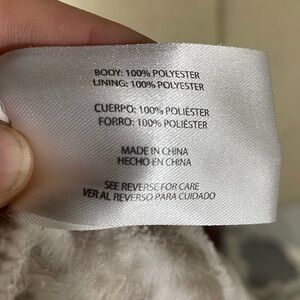 BODY: 100% POLYESTER
LINING: 100% POLYESTER
CUERPO: 100% POLIÉSTER
FORRO: 100% POLIÉSTER
MADE IN CHINA
HECHO EN CHINA
SEE REVERSE FOR CARE
VER AL REVERSO PARA CUIDADO